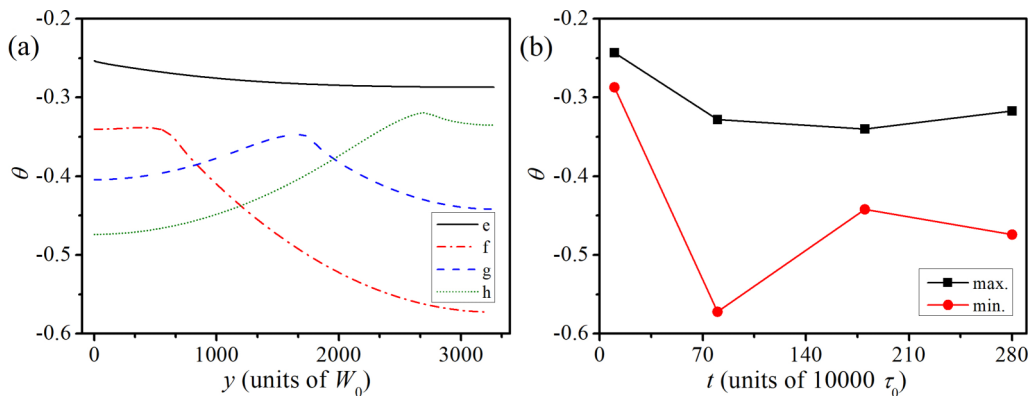 (a)
-0.2
-0.3
-0.4
-0.5
-0.6
θ
0 1000 2000 3000
y (units of W₀)
e
f
g
h
(b)
-0.2
-0.3
-0.4
-0.5
-0.6
θ
0 70 140 210 280
t (units of 10000 τ₀)
max.
min.